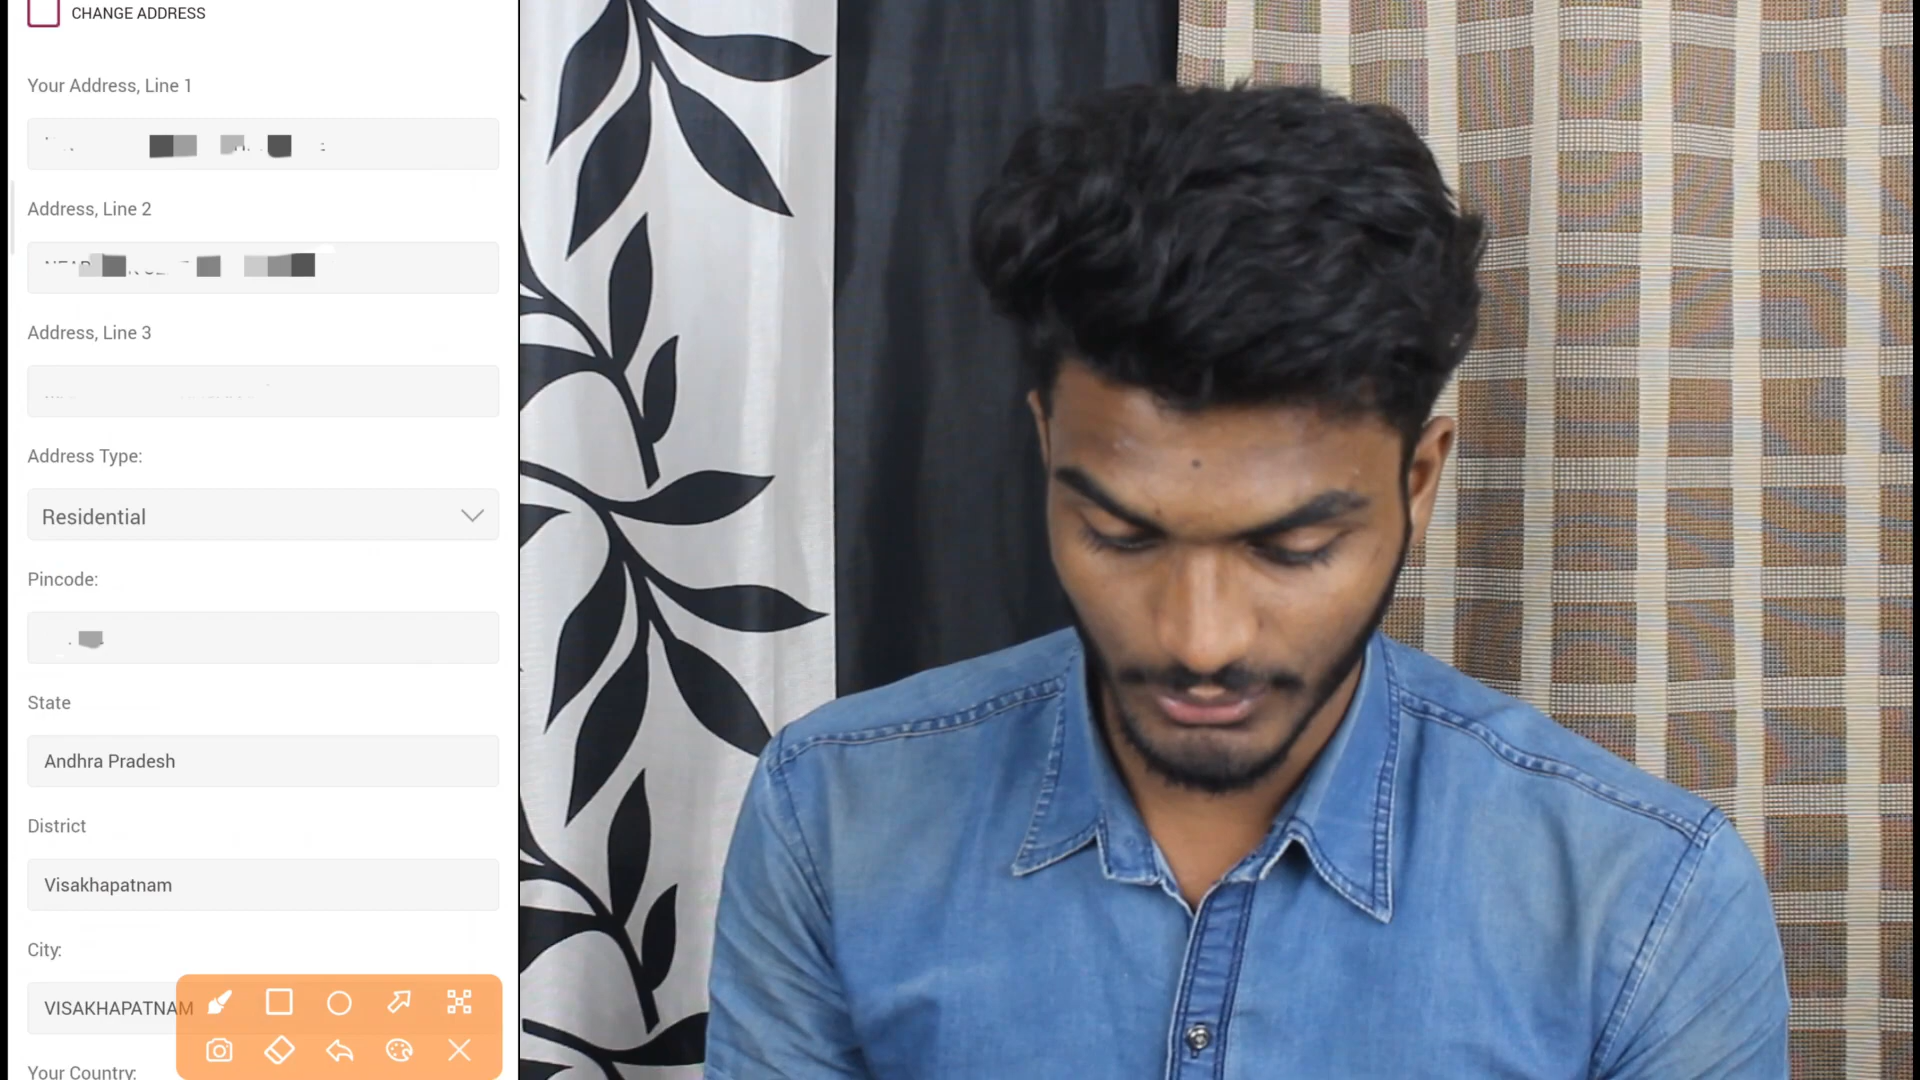 CHANGE ADDRESS
Your Address, Line 1
Address, Line 2
Address, Line 3
Address Type:
Residential
Pincode:
State
Andhra Pradesh
District
Visakhapatnam
City:
VISAKHAPATNAM
Your Country: